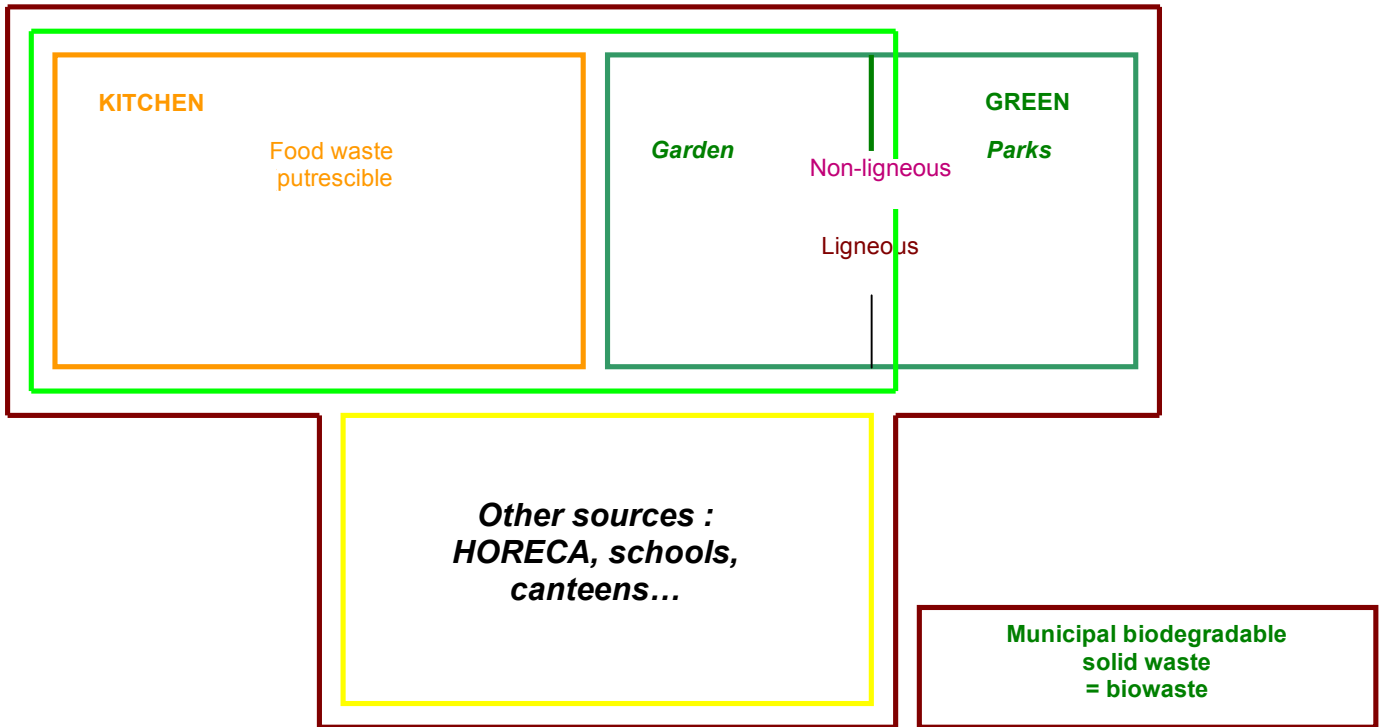 KITCHEN
Food waste
putrescible
GREEN
Garden
Parks
Non-ligneous
Ligneous
Other sources :
HORECA, schools,
canteens…
Municipal biodegradable
solid waste
= biowaste